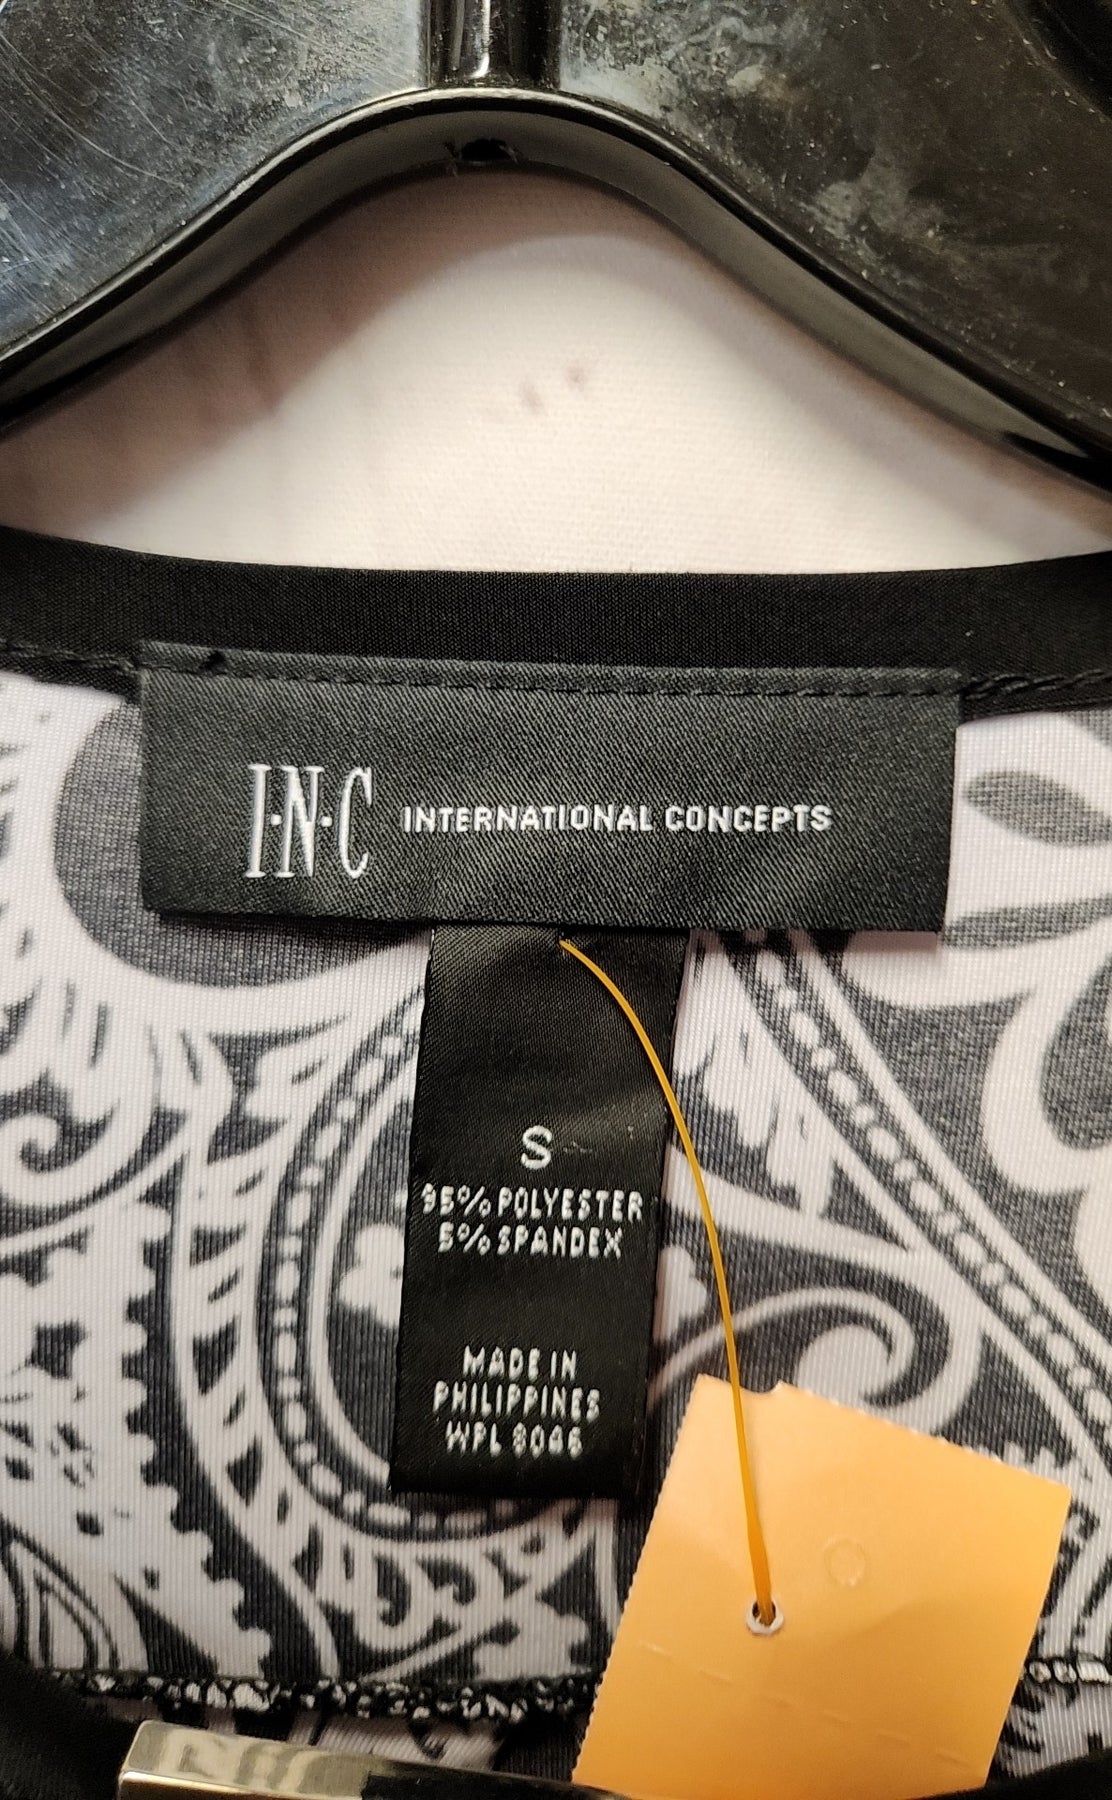 I·N·C INTERNATIONAL CONCEPTS
S
95% POLYESTER
5% SPANDEX
MADE IN
PHILIPPINES
WPL 8046